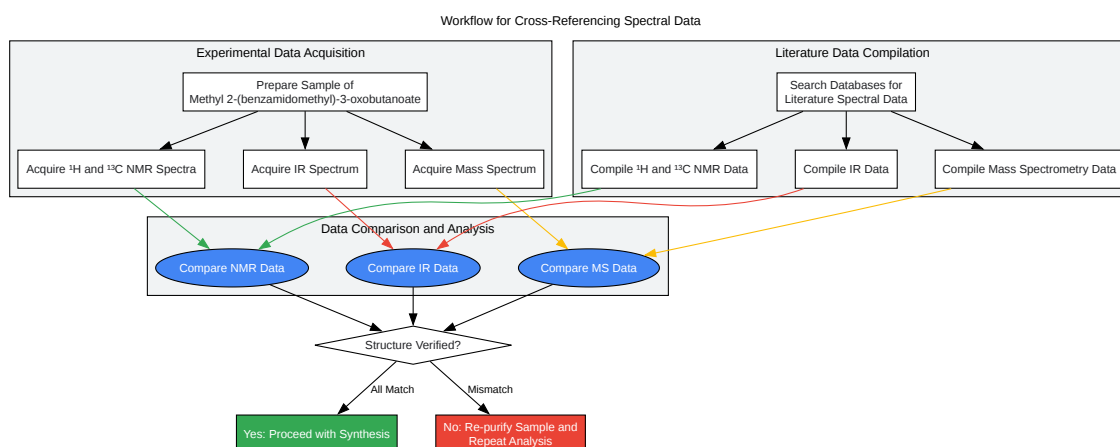 Workflow for Cross-Referencing Spectral Data
Experimental Data Acquisition
Literature Data Compilation
Prepare Sample of
Methyl 2-(benzamidomethyl)-3-oxobutanoate
Search Databases for
Literature Spectral Data
Acquire ¹H and ¹³C NMR Spectra
Acquire IR Spectrum
Acquire Mass Spectrum
Compile ¹H and ¹³C NMR Data
Compile IR Data
Compile Mass Spectrometry Data
Data Comparison and Analysis
Compare NMR Data
Compare IR Data
Compare MS Data
Structure Verified?
All Match
Mismatch
Yes: Proceed with Synthesis
No: Re-purify Sample and
Repeat Analysis